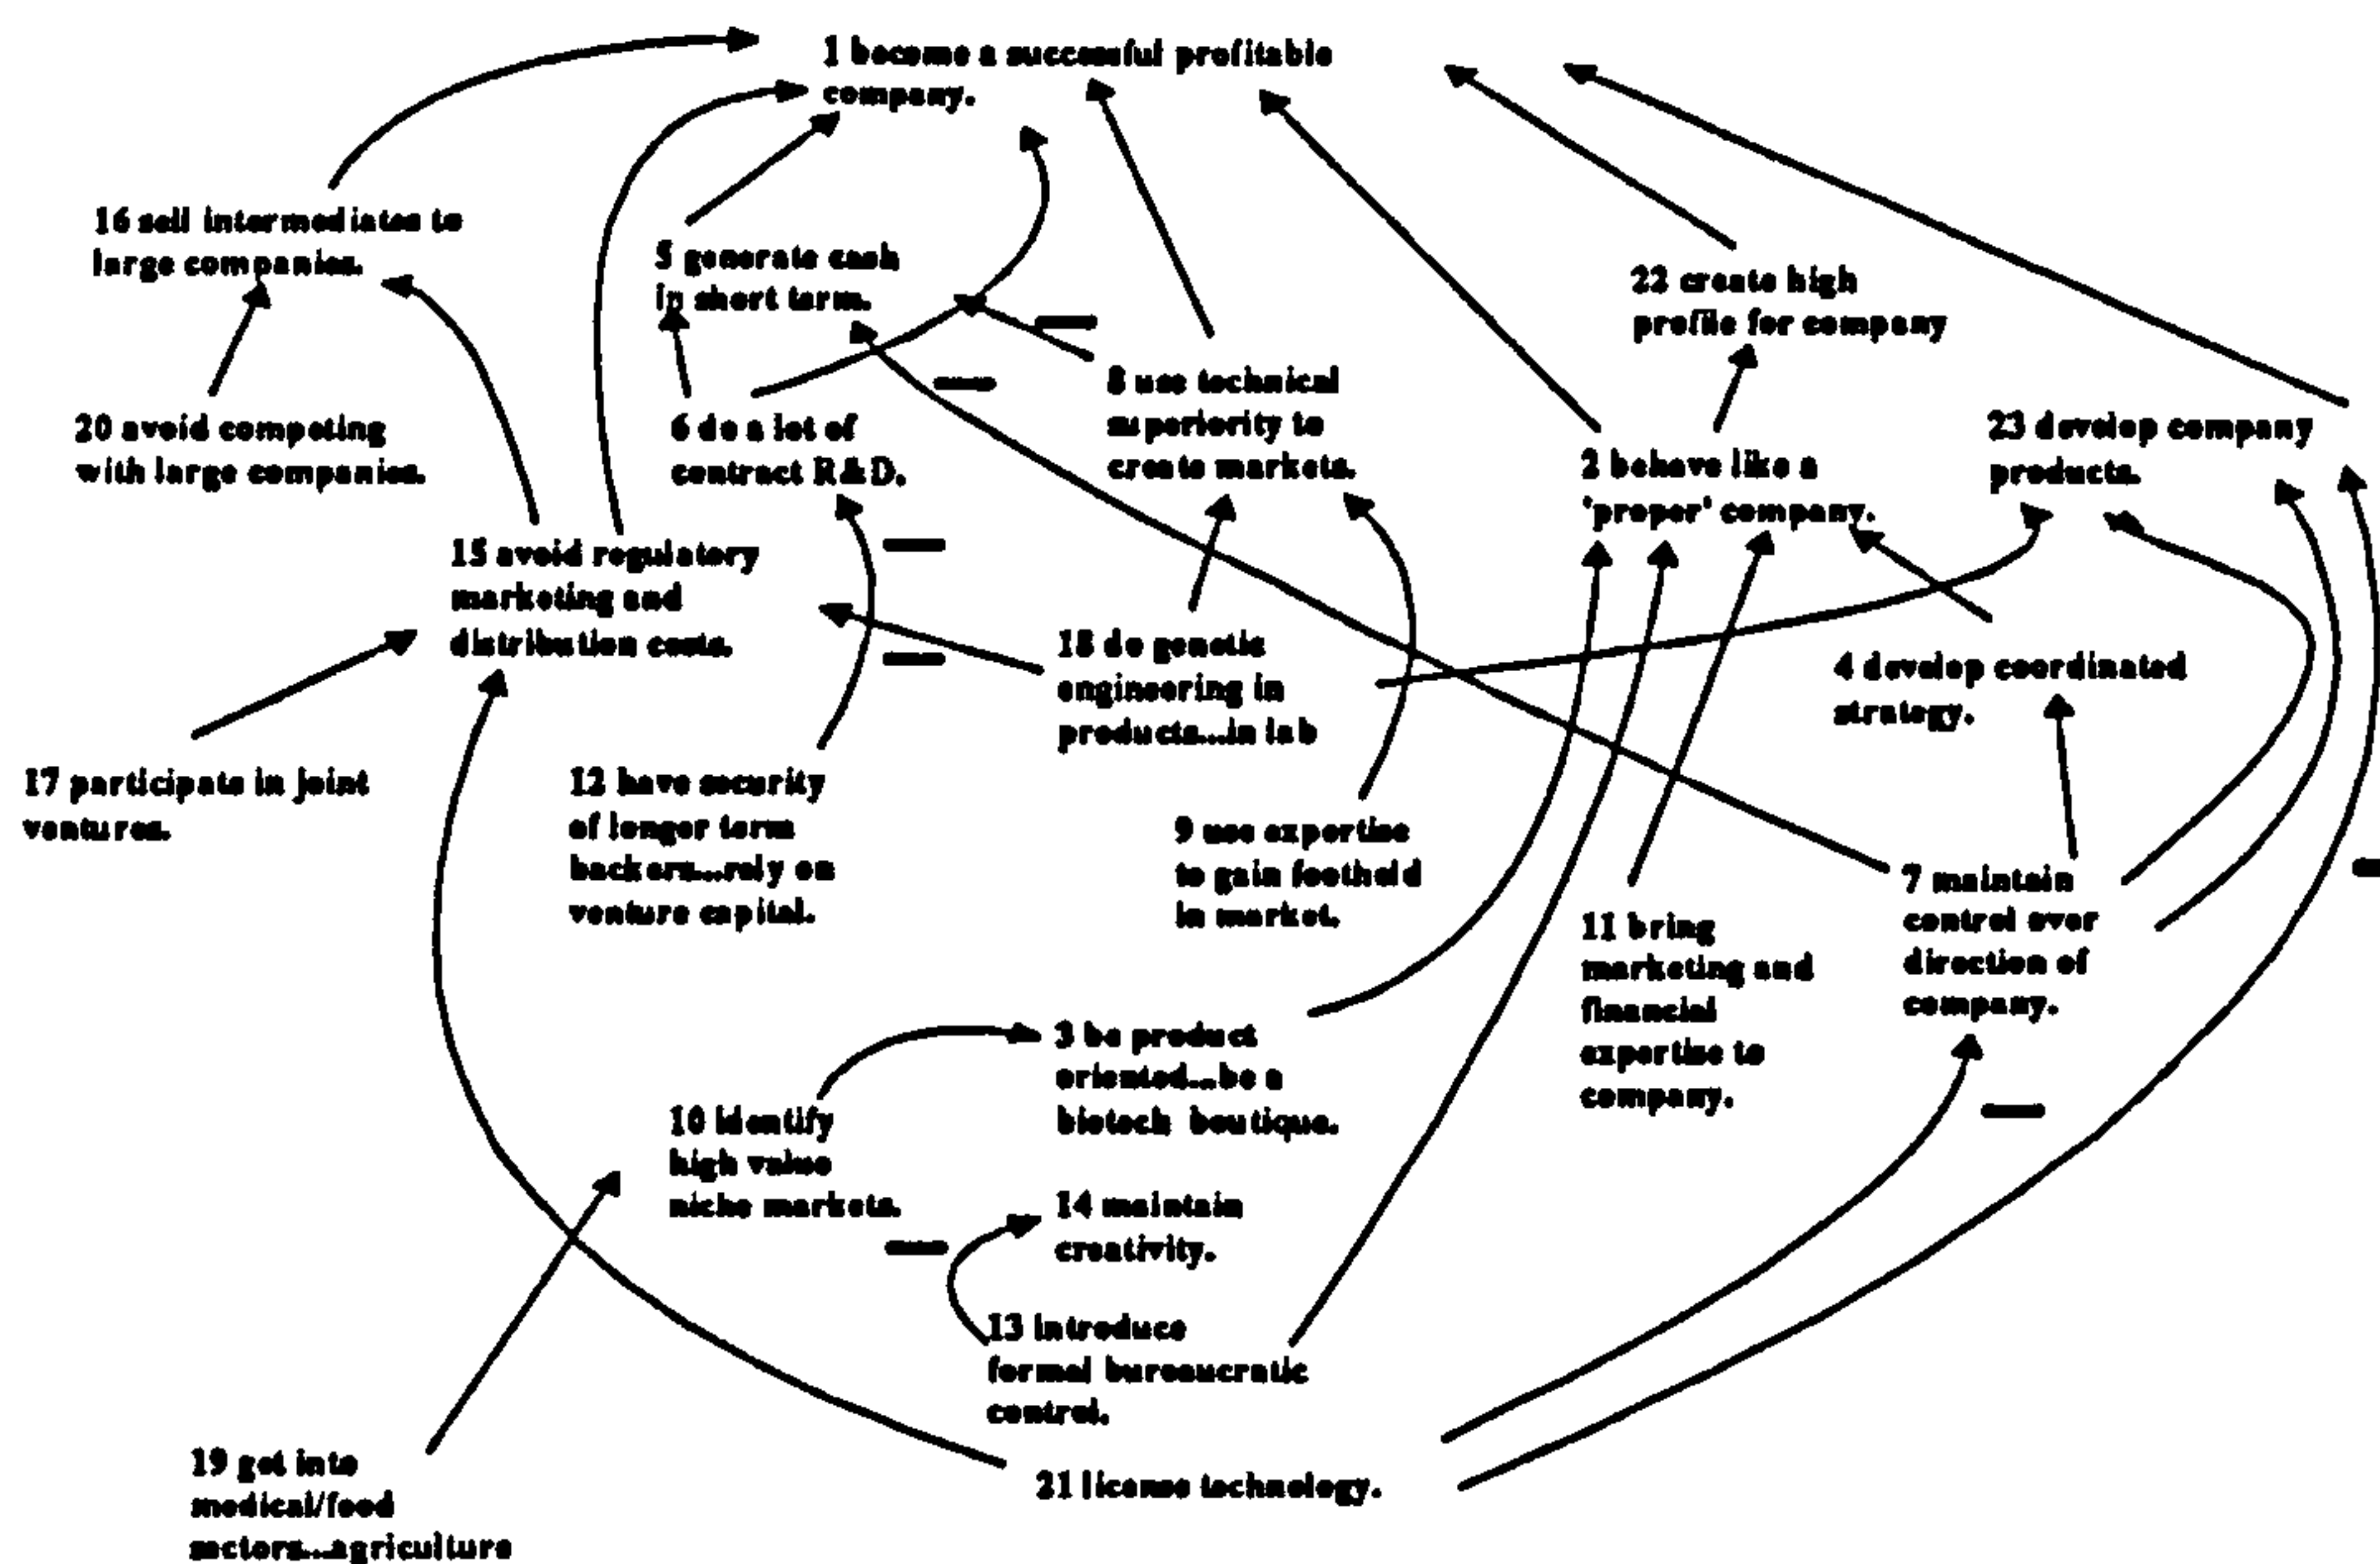 1 become a successful profitable
company.
16 sell intermediates to
large companies.
5 generate cash
in short term.
22 create high
profile for company
8 use technical
superiority to
create markets.
20 avoid competing
with large companies.
6 do a lot of
contract R&D.
2 behave like a
'proper' company.
23 develop company
products.
15 avoid regulatory
marketing and
distribution costs.
18 do genetic
engineering in
products...in lab
4 develop coordinated
strategy.
17 participate in joint
ventures.
12 have security
of longer term
backers...rely on
venture capital.
9 use expertise
to gain foothold
in market.
7 maintain
control over
direction of
company.
11 bring
marketing and
financial
expertise to
company.
3 be product
oriented...be a
biotech boutique.
10 identify
high value
niche markets.
14 maintain
creativity.
13 introduce
formal bureaucratic
control.
19 get into
medical/food
sectors...agriculture
21 license technology.